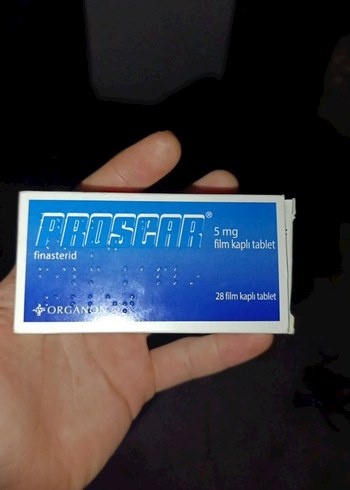 PROSCAR®
5 mg
film kaplı tablet
finasterid
28 film kaplı tablet
ORGANON